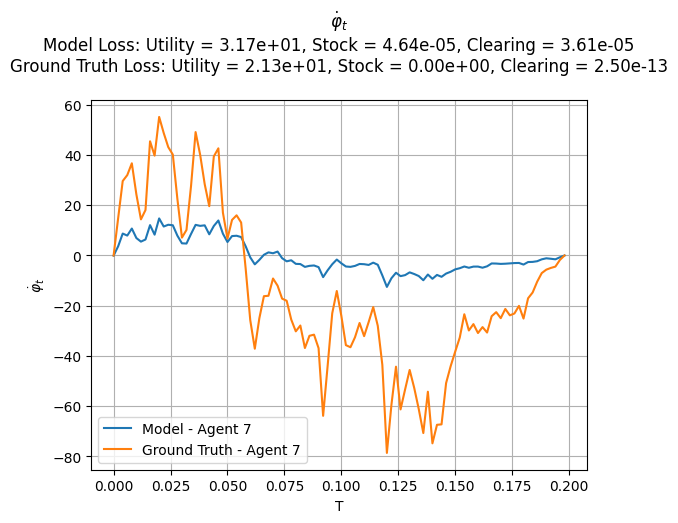 φ̇ₜ
Model Loss: Utility = 3.17e+01, Stock = 4.64e-05, Clearing = 3.61e-05
Ground Truth Loss: Utility = 2.13e+01, Stock = 0.00e+00, Clearing = 2.50e-13
60
40
20
0
−20
−40
−60
−80
φ̇ₜ
Model - Agent 7
Ground Truth - Agent 7
0.000 0.025 0.050 0.075 0.100 0.125 0.150 0.175 0.200
T